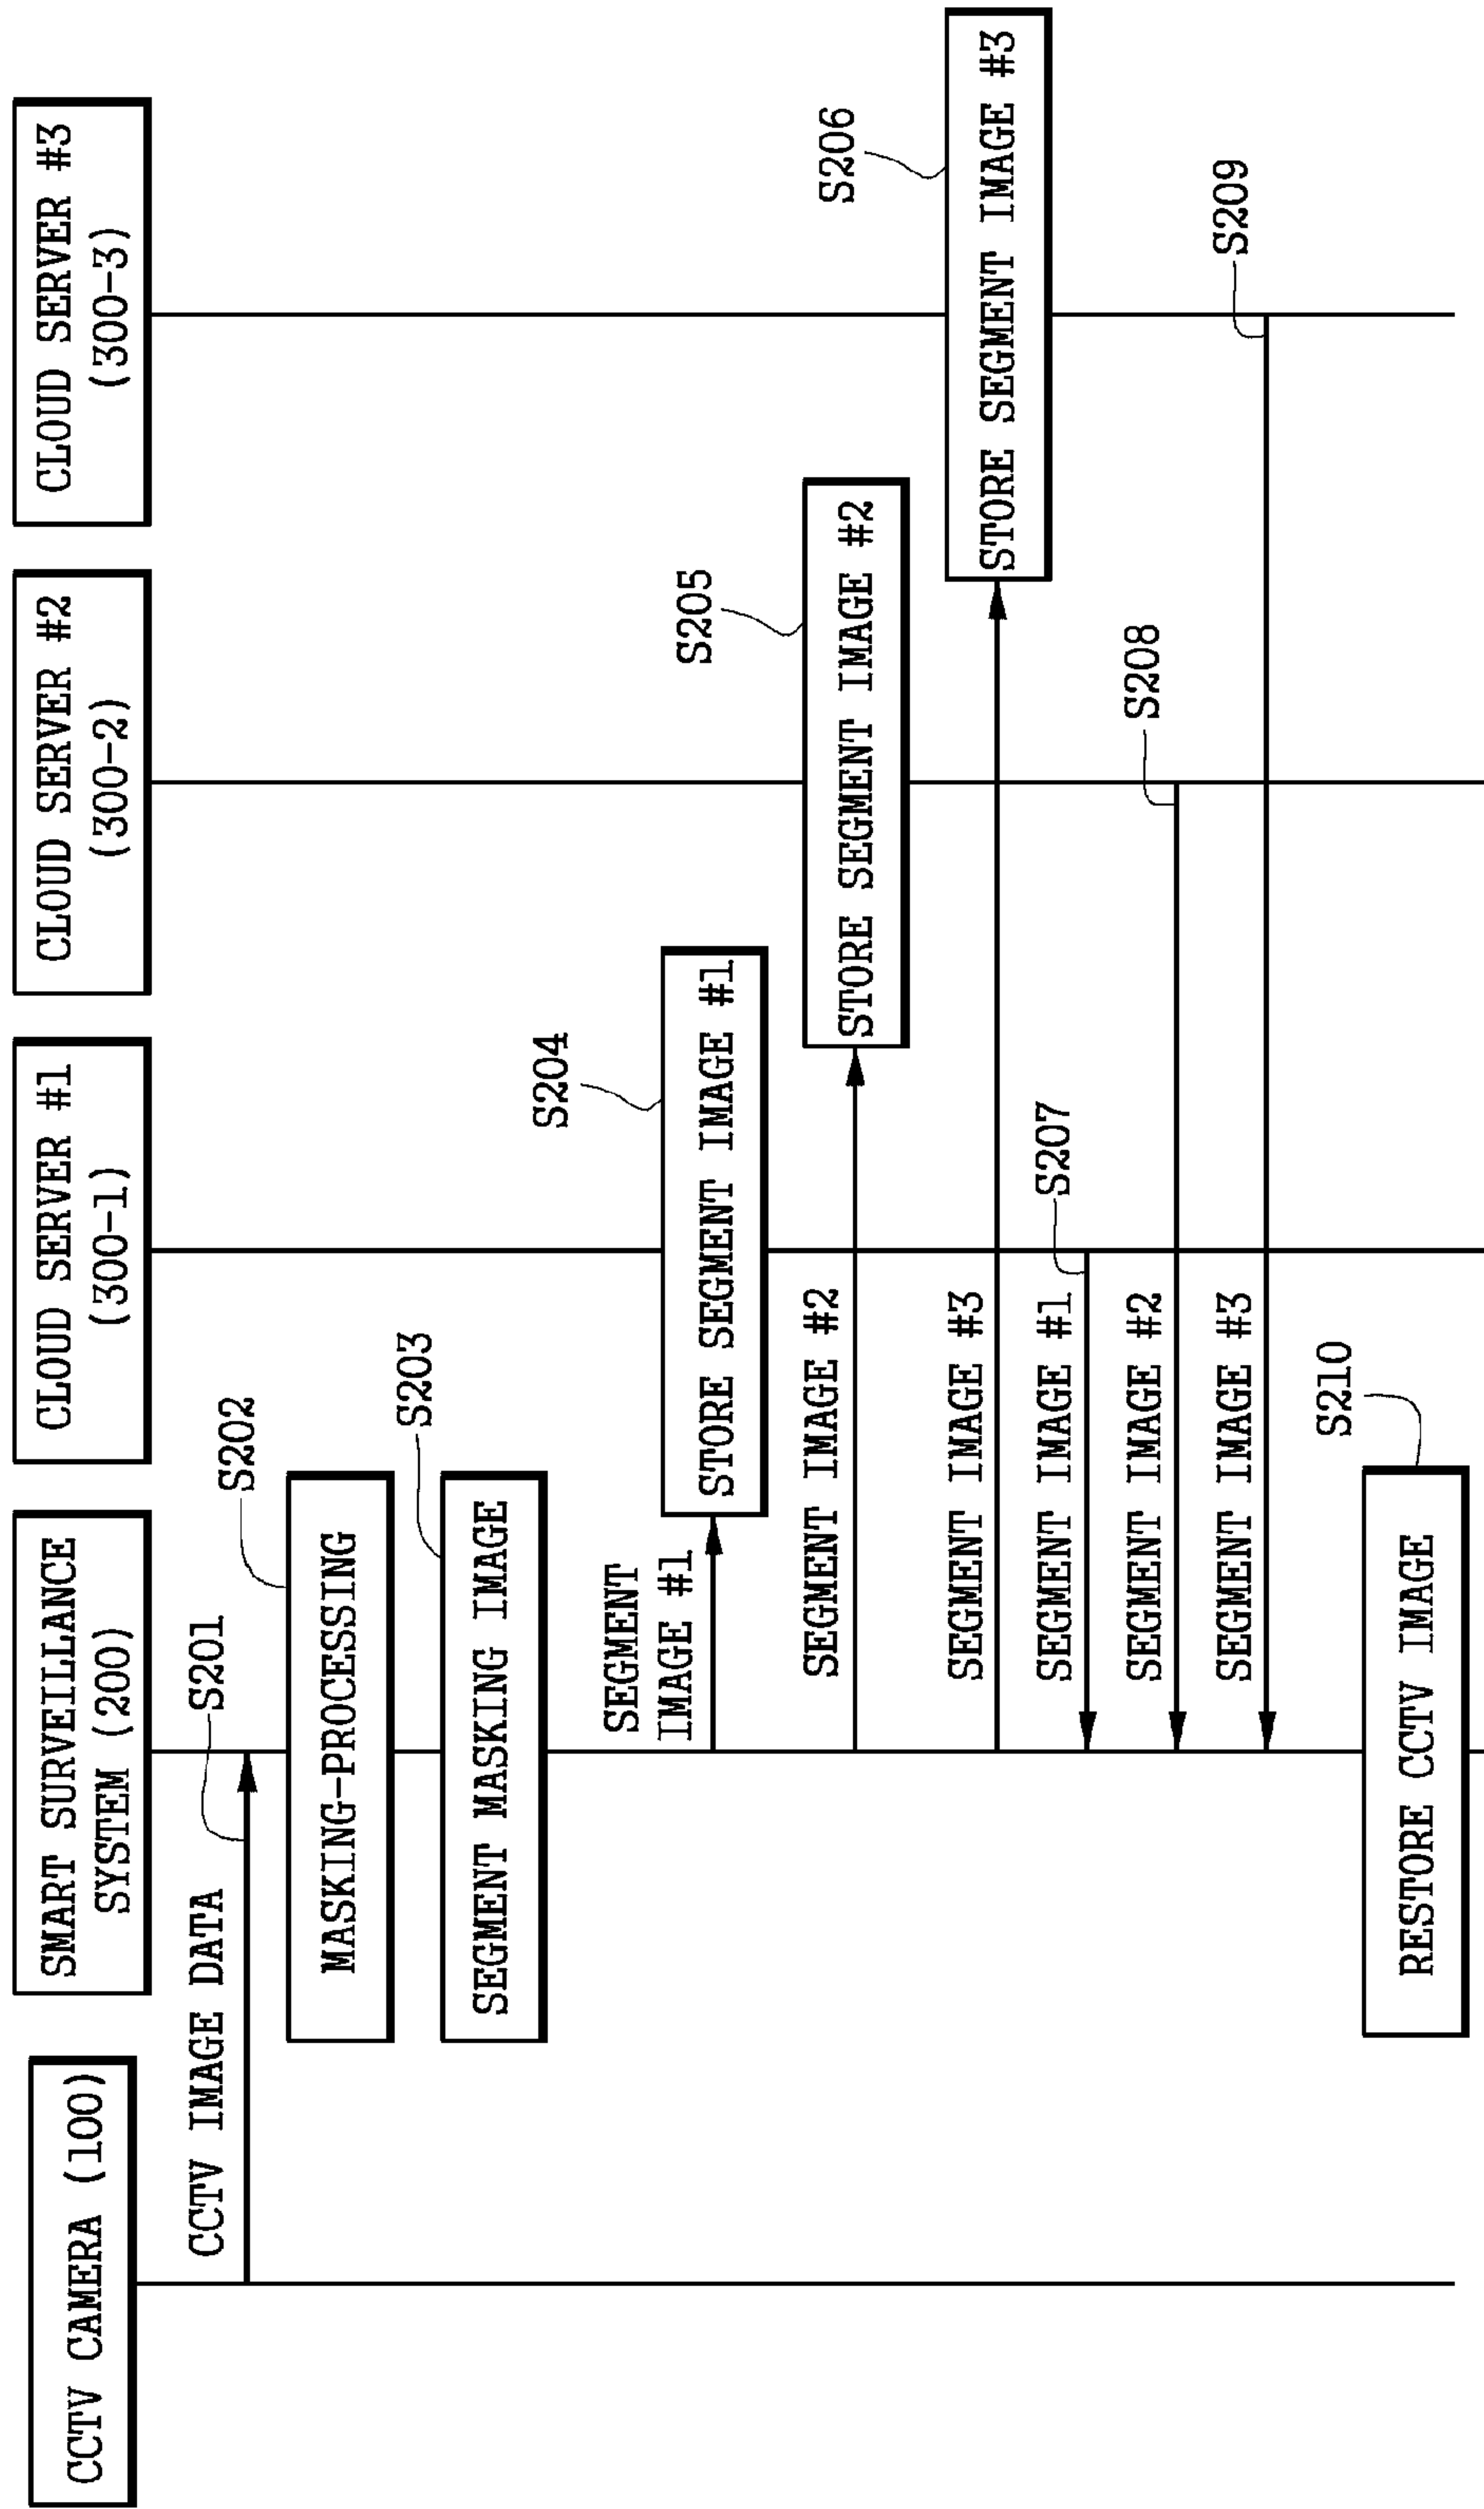 CCTV CAMERA (100)
SMART SURVEILLANCE
SYSTEM (200)
CLOUD SERVER #1
(300-1)
CLOUD SERVER #2
(300-2)
CLOUD SERVER #3
(300-3)
CCTV IMAGE DATA
S201
S202
MASKING-PROCESSING
S203
SEGMENT MASKING IMAGE
SEGMENT
IMAGE #1
S204
STORE SEGMENT IMAGE #1
SEGMENT IMAGE #2
S205
STORE SEGMENT IMAGE #2
SEGMENT IMAGE #3
S206
STORE SEGMENT IMAGE #3
SEGMENT IMAGE #1
S207
SEGMENT IMAGE #2
S208
SEGMENT IMAGE #3
S209
S210
RESTORE CCTV IMAGE